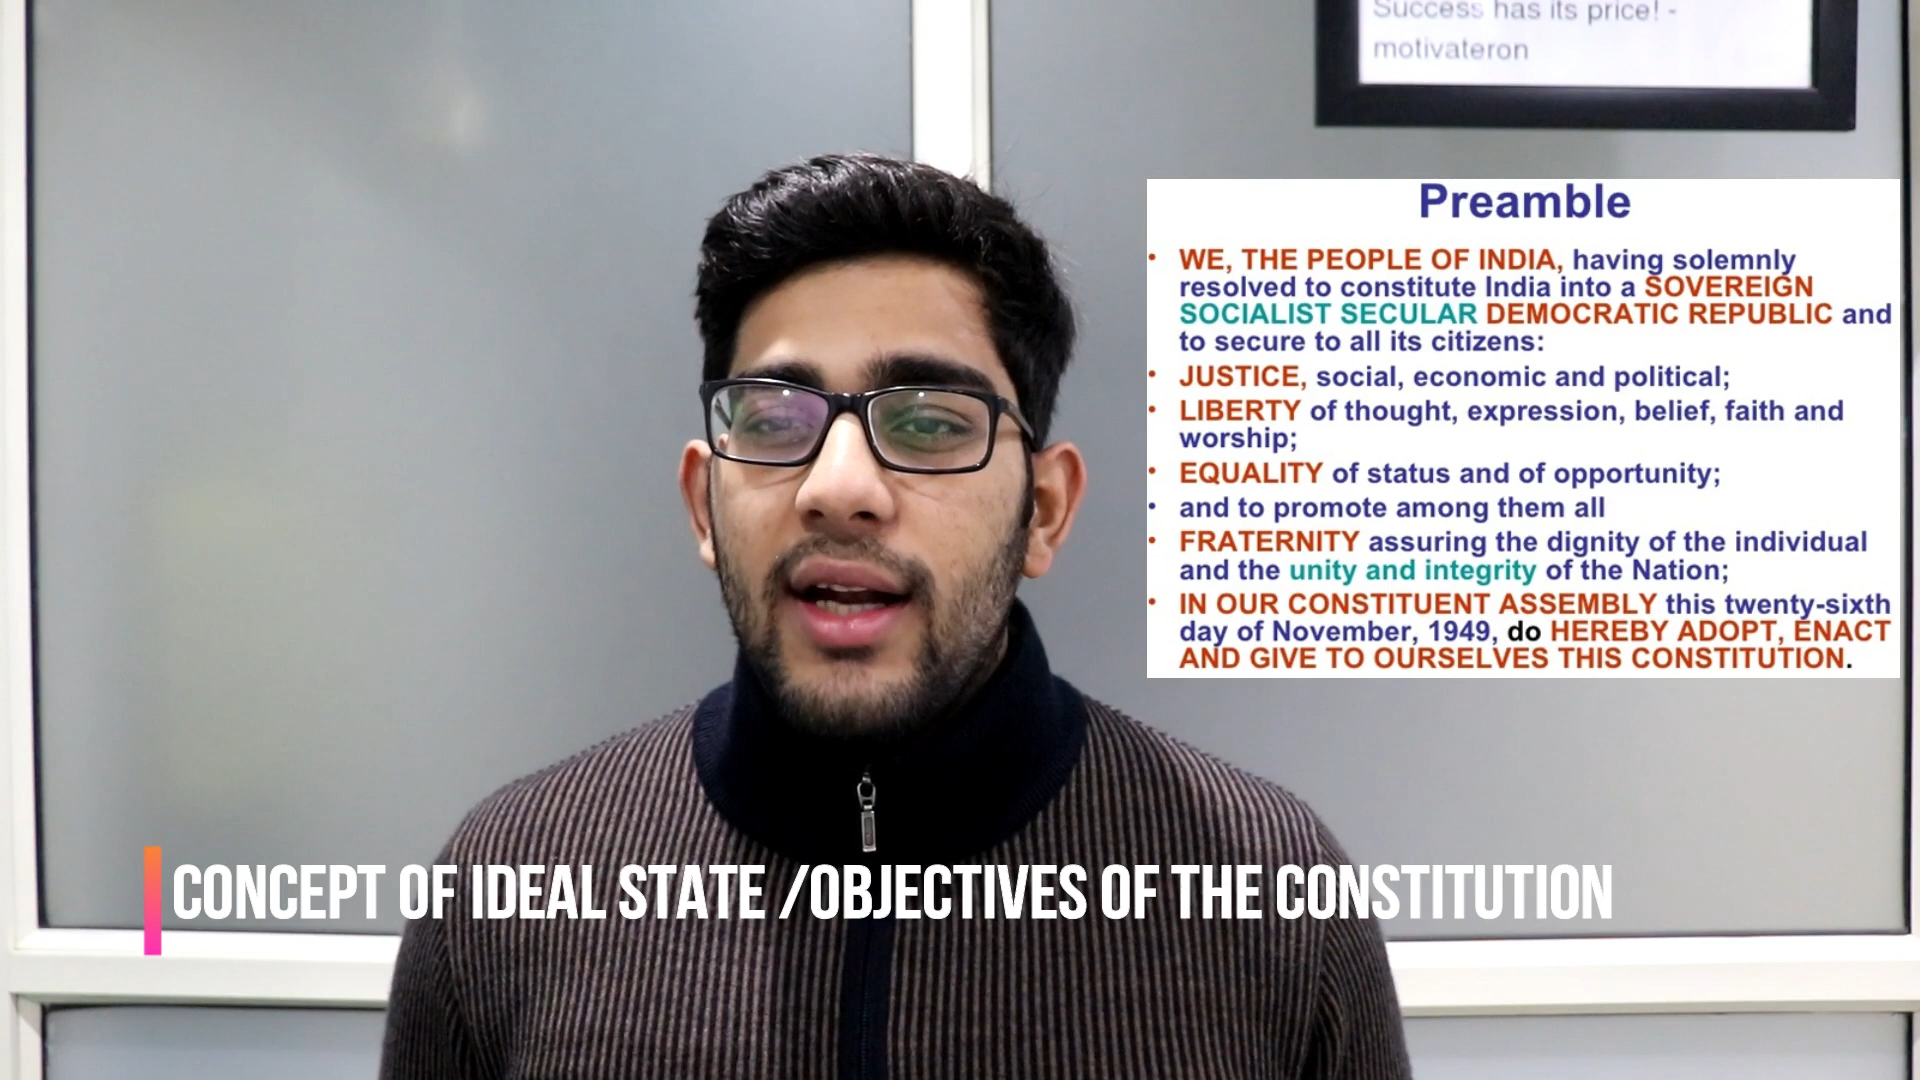 Success has its price! -
motivateron
Preamble
• WE, THE PEOPLE OF INDIA, having solemnly
resolved to constitute India into a SOVEREIGN
SOCIALIST SECULAR DEMOCRATIC REPUBLIC and
to secure to all its citizens:
• JUSTICE, social, economic and political;
• LIBERTY of thought, expression, belief, faith and
worship;
• EQUALITY of status and of opportunity;
• and to promote among them all
• FRATERNITY assuring the dignity of the individual
and the unity and integrity of the Nation;
• IN OUR CONSTITUENT ASSEMBLY this twenty-sixth
day of November, 1949, do HEREBY ADOPT, ENACT
AND GIVE TO OURSELVES THIS CONSTITUTION.
CONCEPT OF IDEAL STATE /OBJECTIVES OF THE CONSTITUTION